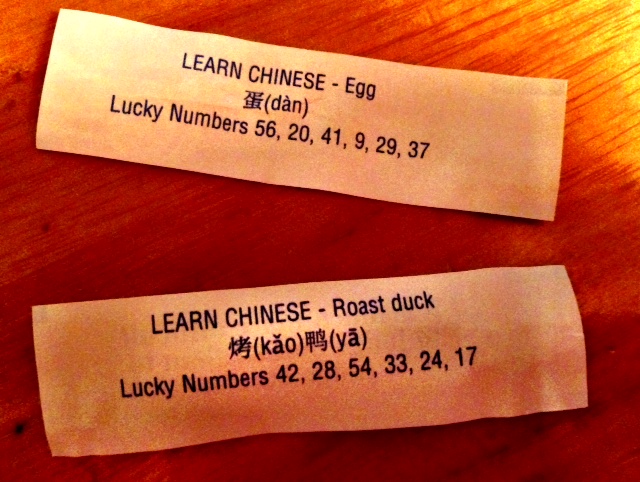 LEARN CHINESE - Egg
蛋(dàn)
Lucky Numbers 56, 20, 41, 9, 29, 37
LEARN CHINESE - Roast duck
烤(kǎo)鸭(yā)
Lucky Numbers 42, 28, 54, 33, 24, 17